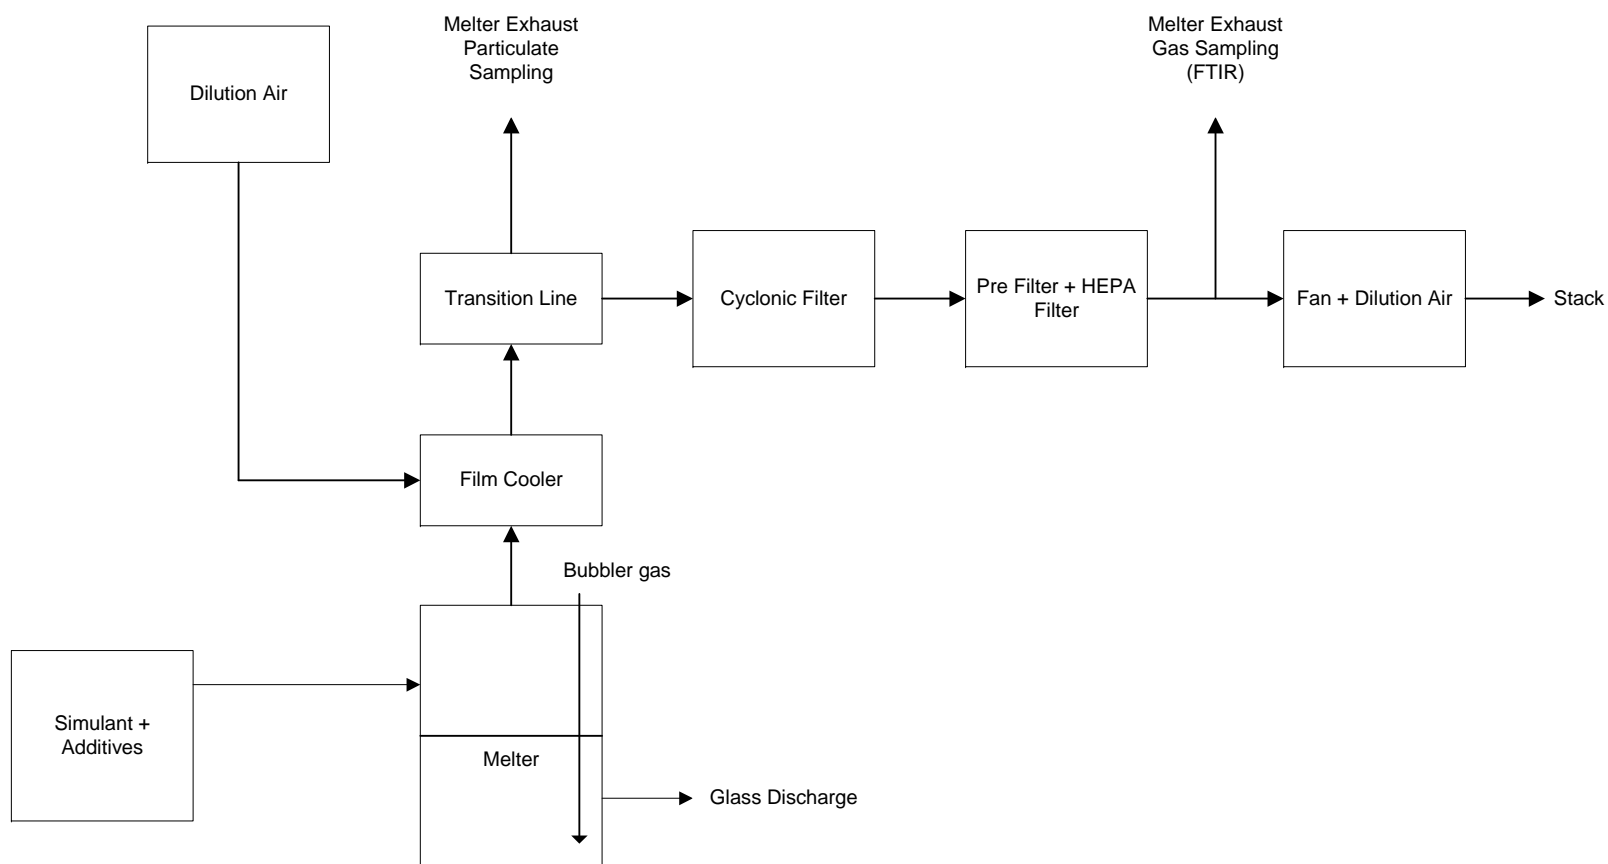 Melter Exhaust
Particulate
Sampling
Melter Exhaust
Gas Sampling
(FTIR)
Dilution Air
Transition Line
Cyclonic Filter
Pre Filter + HEPA
Filter
Fan + Dilution Air
Stack
Film Cooler
Bubbler gas
Simulant +
Additives
Melter
Glass Discharge